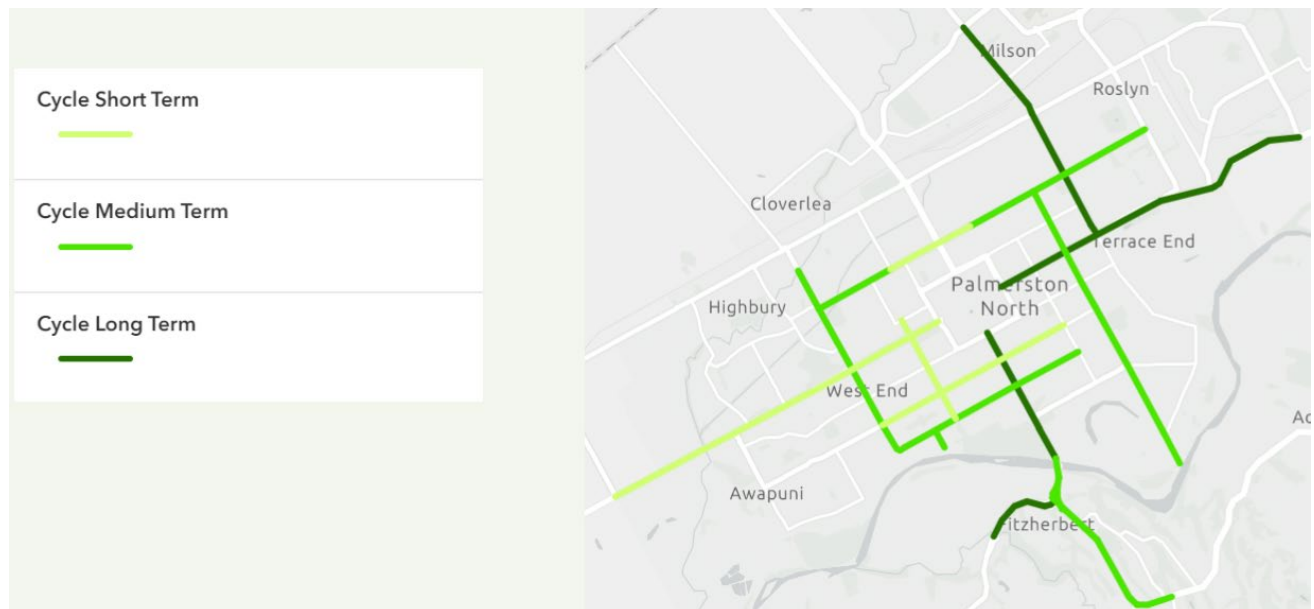 Cycle Short Term
Cycle Medium Term
Cycle Long Term
Milson
Roslyn
Cloverlea
Terrace End
Palmerston
North
Highbury
West End
Awapuni
Fitzherbert